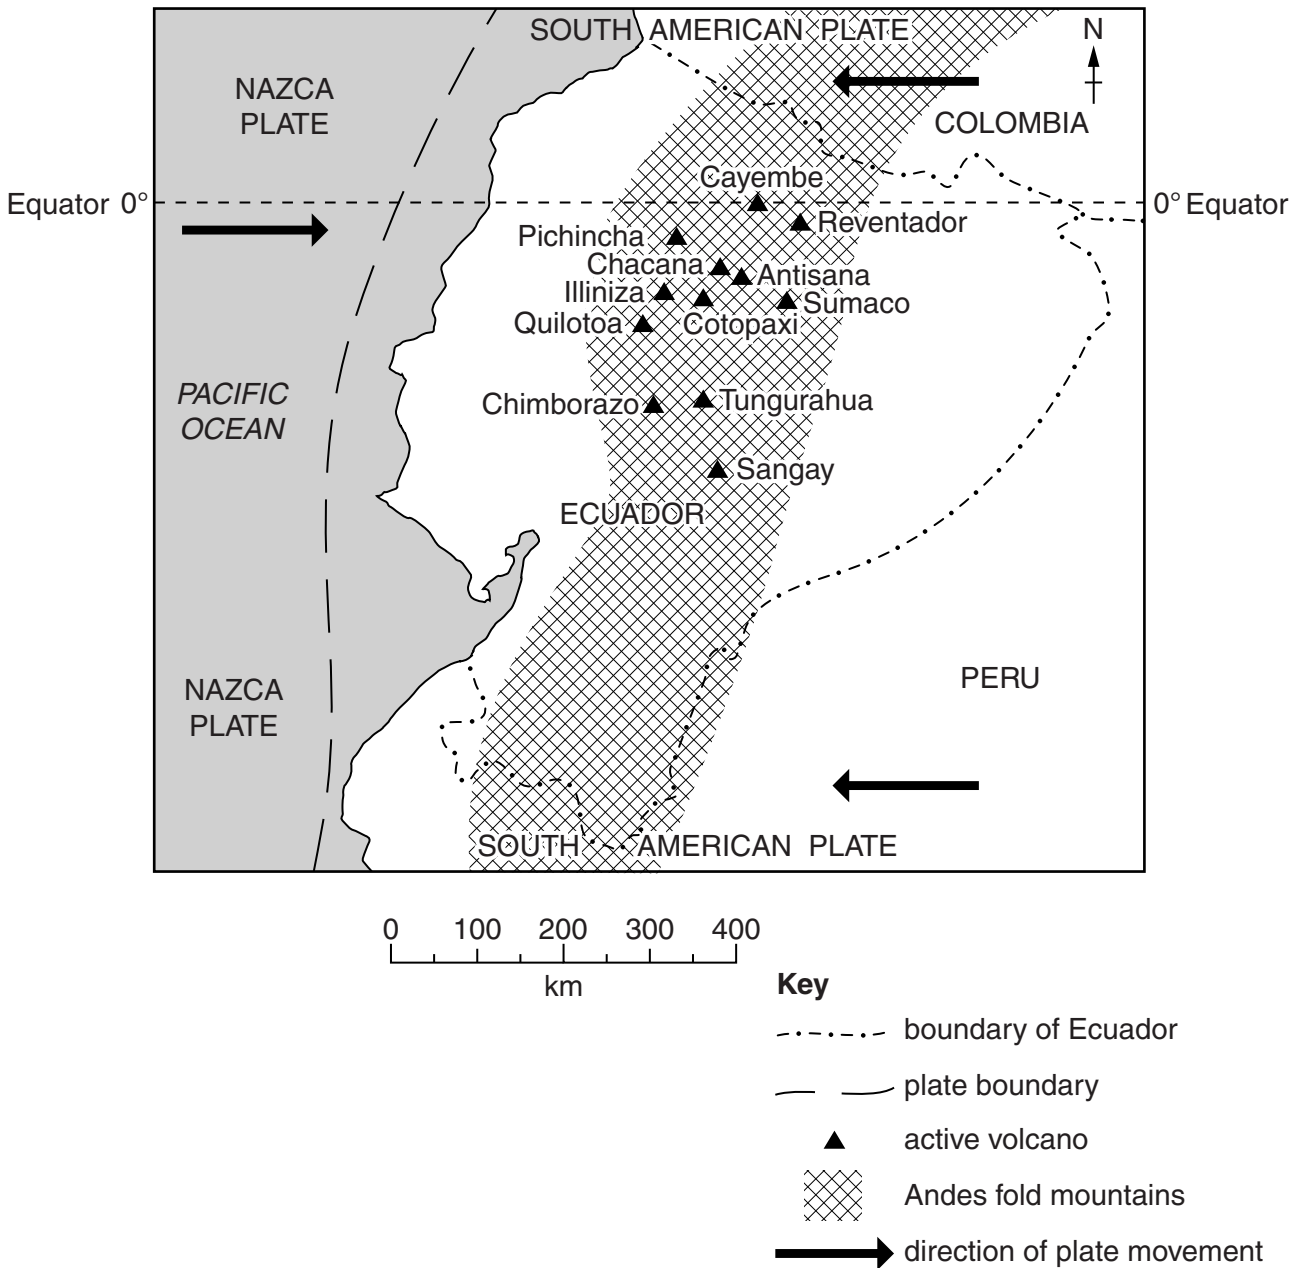 SOUTH AMERICAN PLATE
N
NAZCA
PLATE
COLOMBIA
Cayembe
Equator 0°
0° Equator
Reventador
Pichincha
Chacana
Antisana
Illiniza
Sumaco
Quilotoa
Cotopaxi
PACIFIC
OCEAN
Chimborazo
Tungurahua
Sangay
ECUADOR
NAZCA
PLATE
PERU
SOUTH AMERICAN PLATE
0 100 200 300 400
km
Key
boundary of Ecuador
plate boundary
active volcano
Andes fold mountains
direction of plate movement